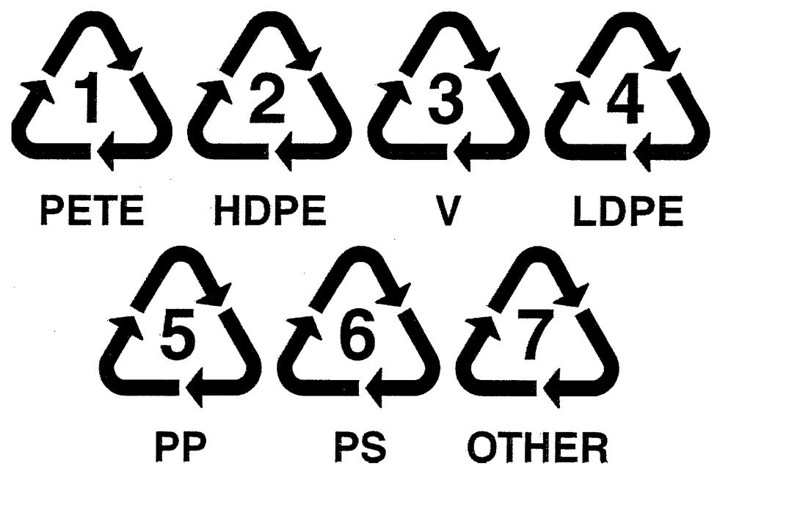 1 2 3 4
PETE HDPE V LDPE
5 6 7
PP PS OTHER